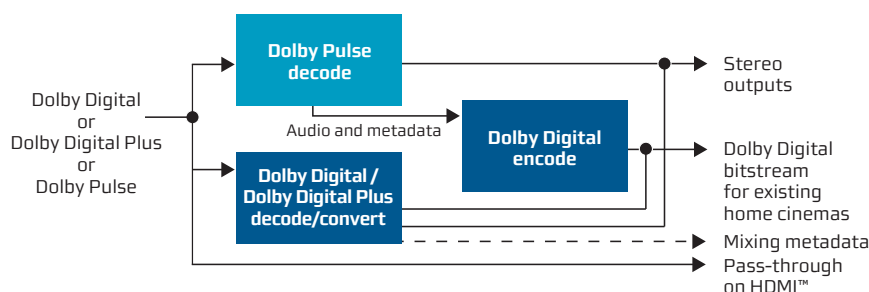 Dolby Digital
or
Dolby Digital Plus
or
Dolby Pulse
Dolby Pulse
decode
Audio and metadata
Dolby Digital /
Dolby Digital Plus
decode/convert
Dolby Digital
encode
Stereo
outputs
Dolby Digital
bitstream
for existing
home cinemas
Mixing metadata
Pass-through
on HDMI™